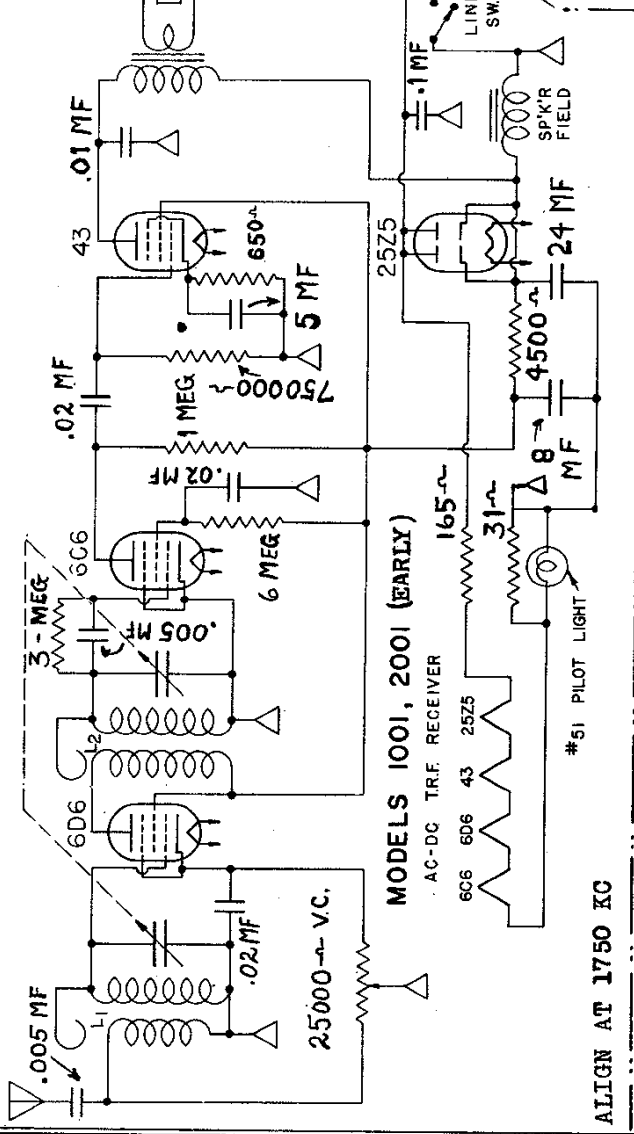 .005 MF
L1
.02 MF
25000~ V.C.
6D6
L2
3-MEG
.005 MF
6C6
.02 MF
6 MEG
1 MEG
.02 MF
750000~
5 MF
650~
43
.01 MF
MODELS 1001, 2001 (EARLY)
AC-DC T.R.F. RECEIVER
6C6 6D6 43 25Z5
165~
31~
#51 PILOT LIGHT
8
MF
4500~
24 MF
25Z5
.1 MF
SP'K'R
FIELD
SW.
ALIGN AT 1750 KC